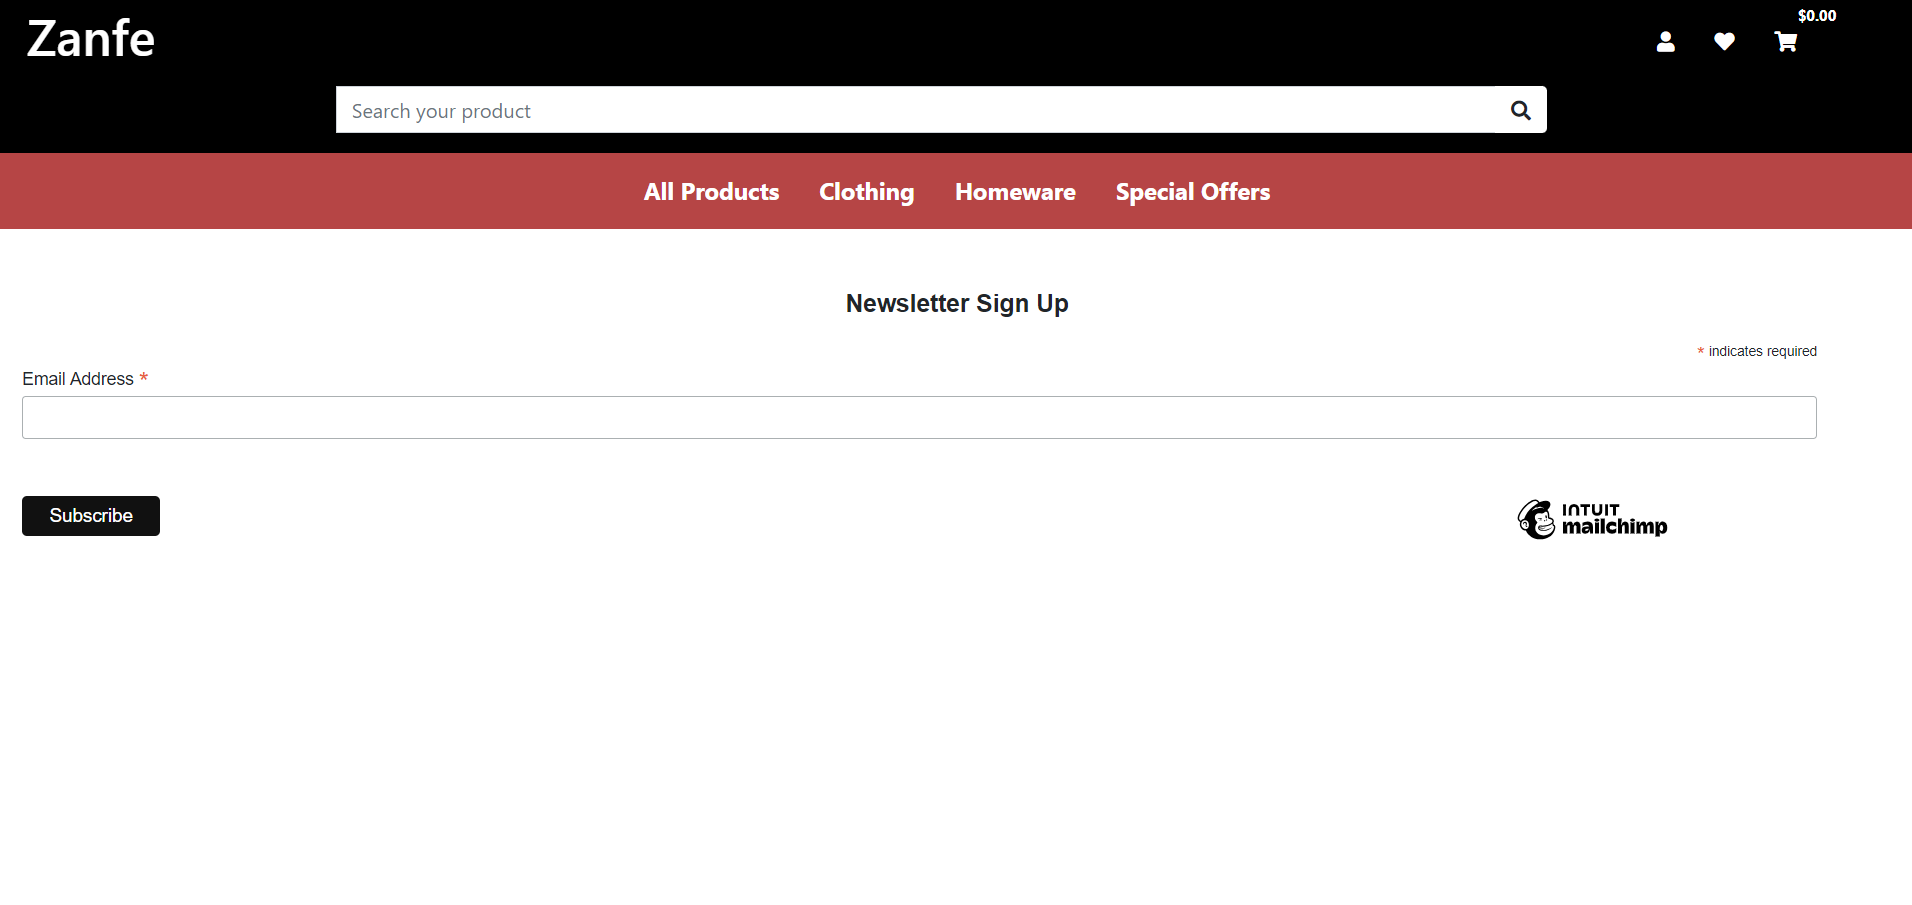 Zanfe
$0.00
Search your product
All Products Clothing Homeware Special Offers
Newsletter Sign Up
* indicates required
Email Address *
Subscribe
INTUIT
mailchimp